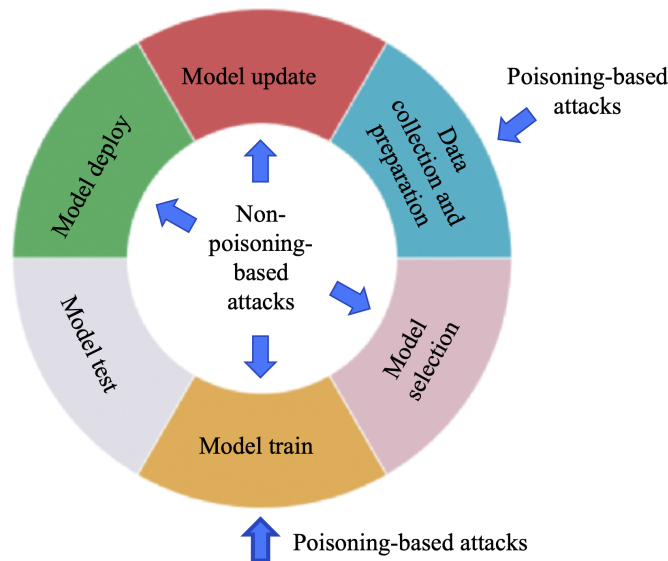 Model update
Poisoning-based
attacks
Data
collection and
preparation
Model deploy
Non-
poisoning-
based
attacks
Model test
Model
selection
Model train
Poisoning-based attacks